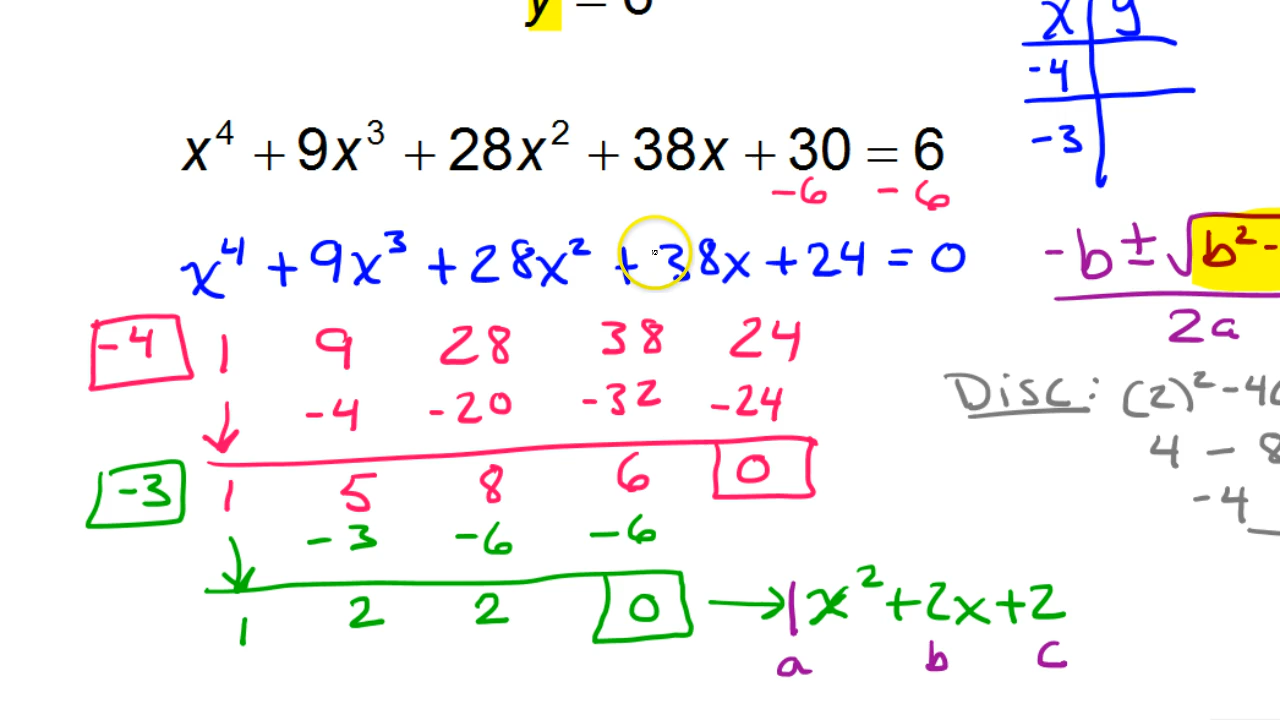 y = 6
x | y
-4
-3
x⁴ + 9x³ + 28x² + 38x + 30 = 6
-6 -6
x⁴ + 9x³ + 28x² + 38x + 24 = 0
-b ± √b² -
2a
-4 1 9 28 38 24
-4 -20 -32 -24
-3 1 5 8 6 0
-3 -6 -6
1 2 2 0 → 1x² + 2x + 2
a b c
Disc: (2)² - 4(
4 - 8
-4